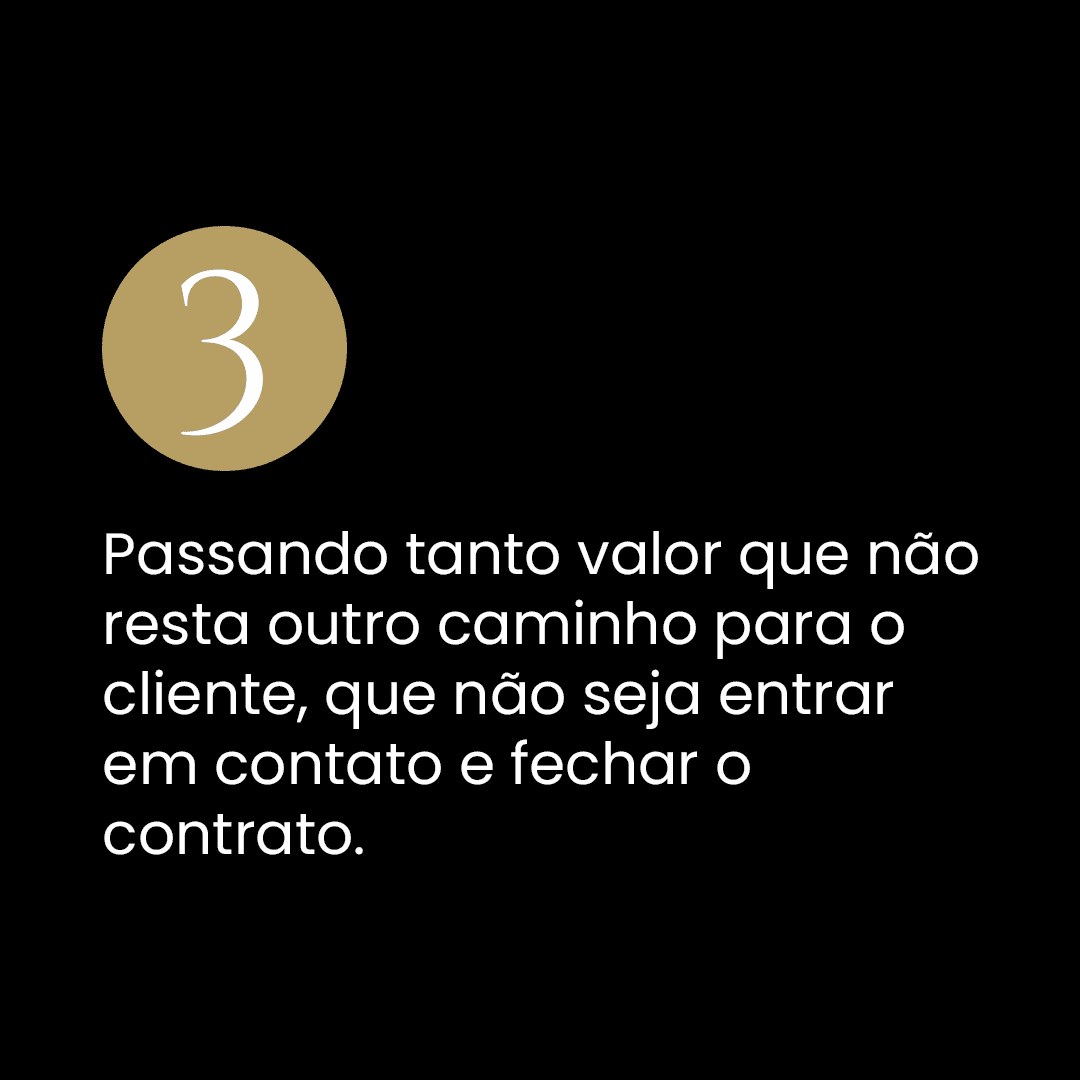 3
Passando tanto valor que não
resta outro caminho para o
cliente, que não seja entrar
em contato e fechar o
contrato.